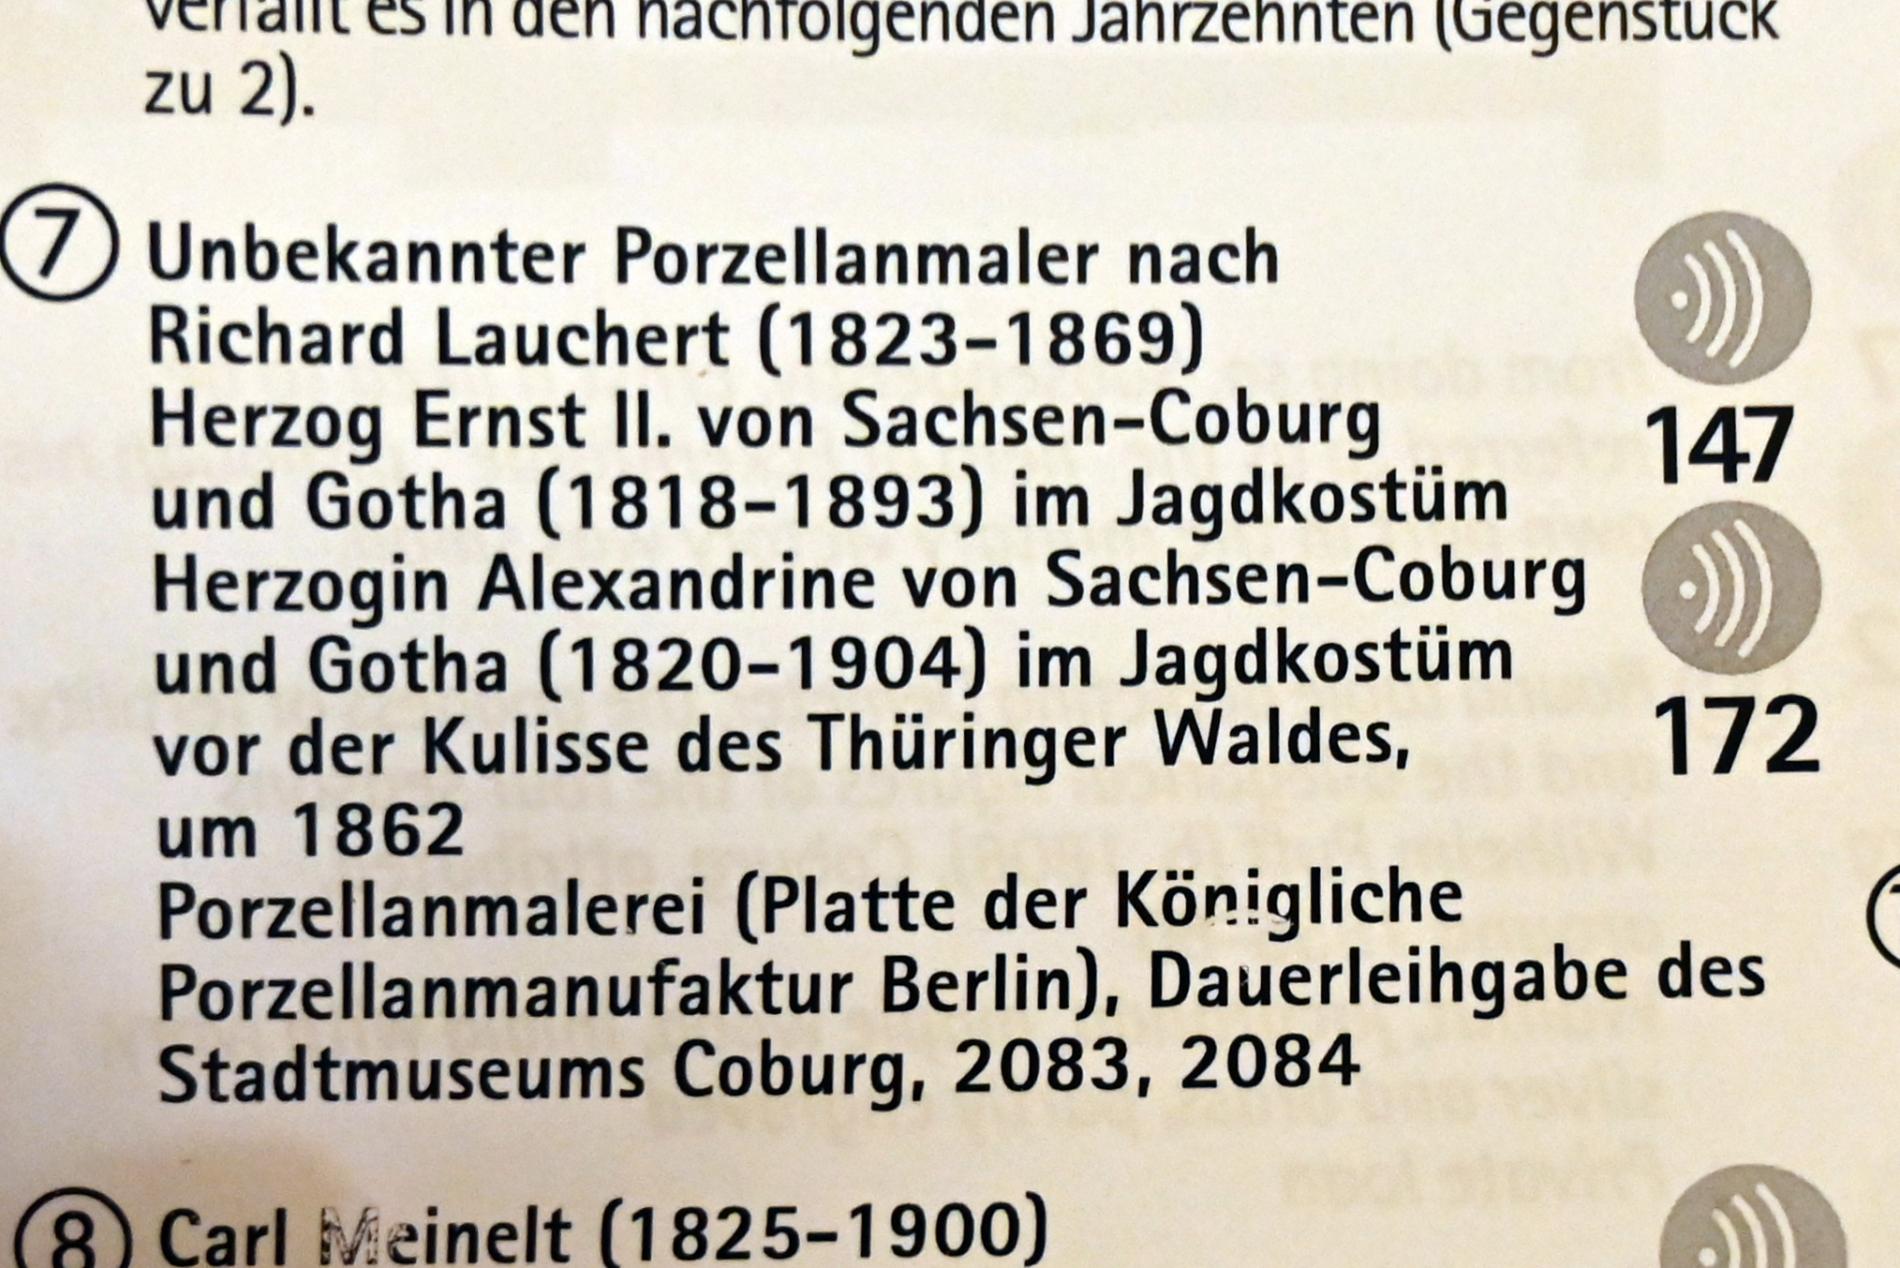 verfällt es in den nachfolgenden Jahrzehnten (Gegenstück
zu 2).
7 Unbekannter Porzellanmaler nach
Richard Lauchert (1823-1869)
Herzog Ernst II. von Sachsen-Coburg
und Gotha (1818-1893) im Jagdkostüm
147
Herzogin Alexandrine von Sachsen-Coburg
und Gotha (1820-1904) im Jagdkostüm
vor der Kulisse des Thüringer Waldes,
172
um 1862
Porzellanmalerei (Platte der Königliche
Porzellanmanufaktur Berlin), Dauerleihgabe des
Stadtmuseums Coburg, 2083, 2084
8 Carl Meinelt (1825-1900)